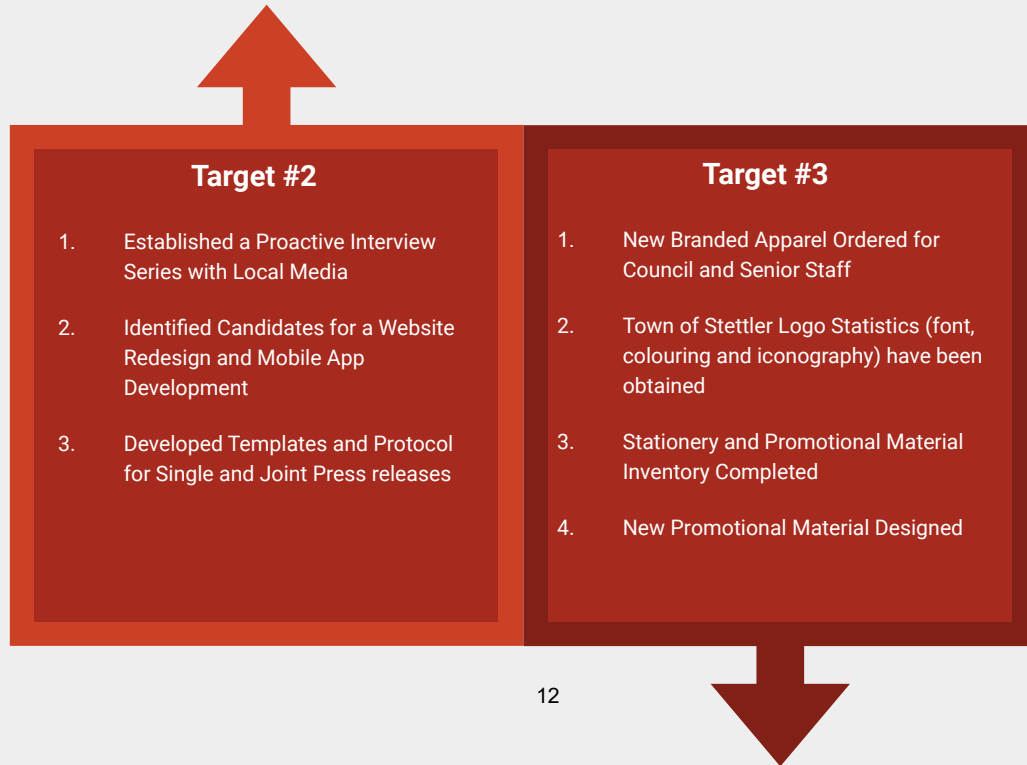 Target #2
1. Established a Proactive Interview
Series with Local Media
2. Identified Candidates for a Website
Redesign and Mobile App
Development
3. Developed Templates and Protocol
for Single and Joint Press releases
Target #3
1. New Branded Apparel Ordered for
Council and Senior Staff
2. Town of Stettler Logo Statistics (font,
colouring and iconography) have been
obtained
3. Stationery and Promotional Material
Inventory Completed
4. New Promotional Material Designed
12